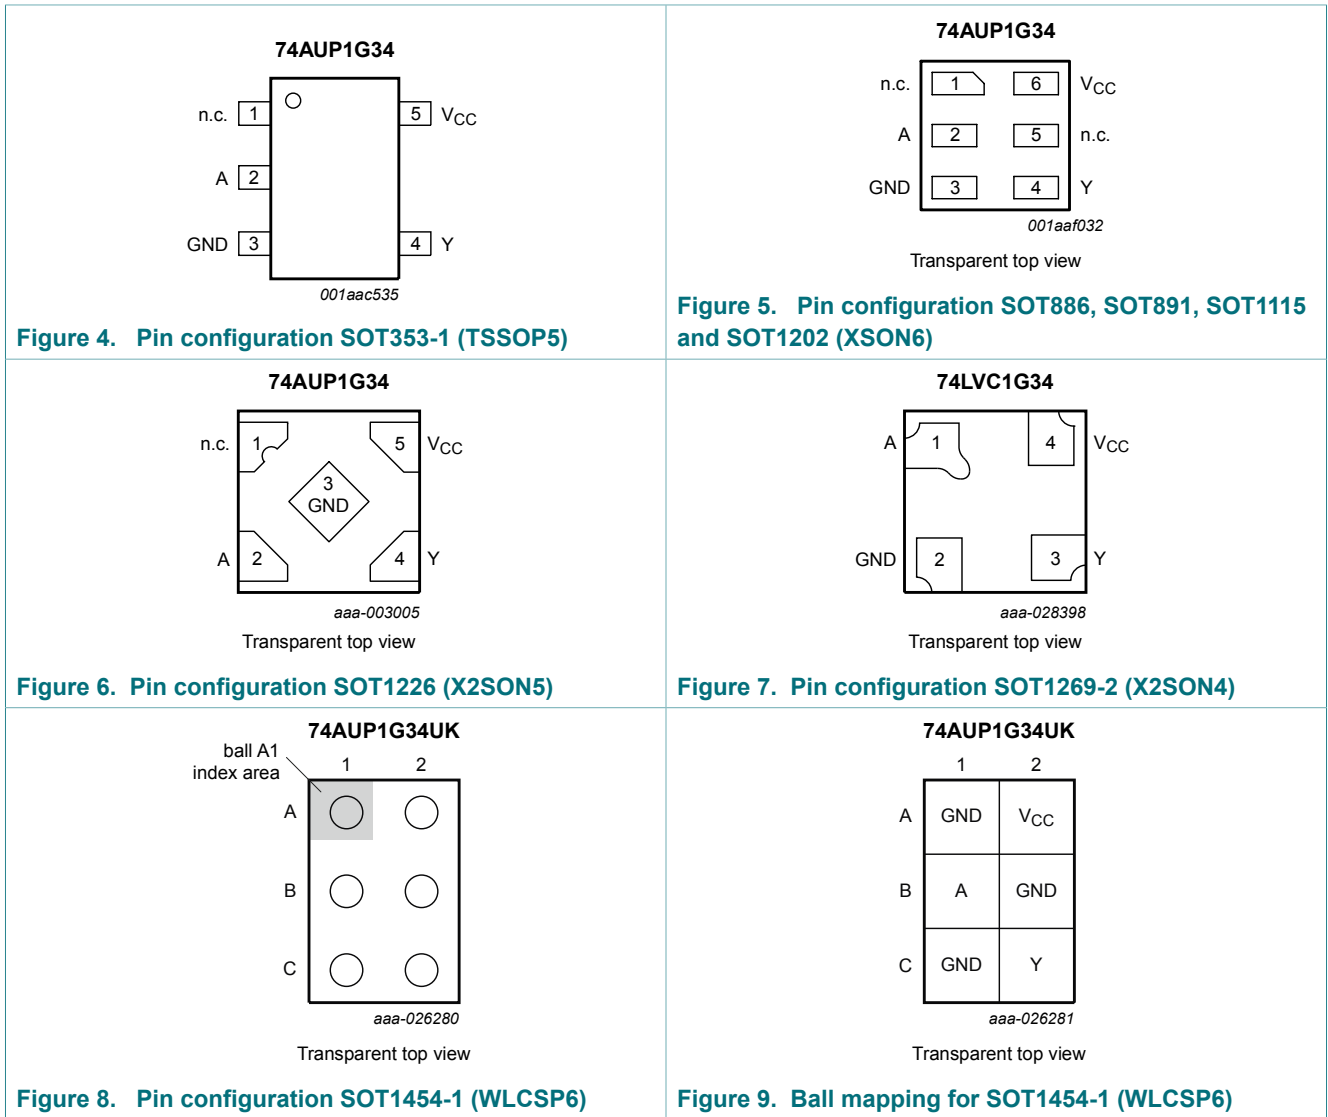 74AUP1G34
n.c. 1 5 VCC
A 2
GND 3 4 Y
001aac535
Figure 4. Pin configuration SOT353-1 (TSSOP5)
74AUP1G34
n.c. 1 6 VCC
A 2 5 n.c.
GND 3 4 Y
001aaf032
Transparent top view
Figure 5. Pin configuration SOT886, SOT891, SOT1115
and SOT1202 (XSON6)
74AUP1G34
n.c. 1 5 VCC
3
GND
A 2 4 Y
aaa-003005
Transparent top view
Figure 6. Pin configuration SOT1226 (X2SON5)
74LVC1G34
A 1 4 VCC
GND 2 3 Y
aaa-028398
Transparent top view
Figure 7. Pin configuration SOT1269-2 (X2SON4)
74AUP1G34UK
ball A1
index area
1 2
A
B
C
aaa-026280
Transparent top view
Figure 8. Pin configuration SOT1454-1 (WLCSP6)
74AUP1G34UK
1 2
A GND VCC
B A GND
C GND Y
aaa-026281
Transparent top view
Figure 9. Ball mapping for SOT1454-1 (WLCSP6)